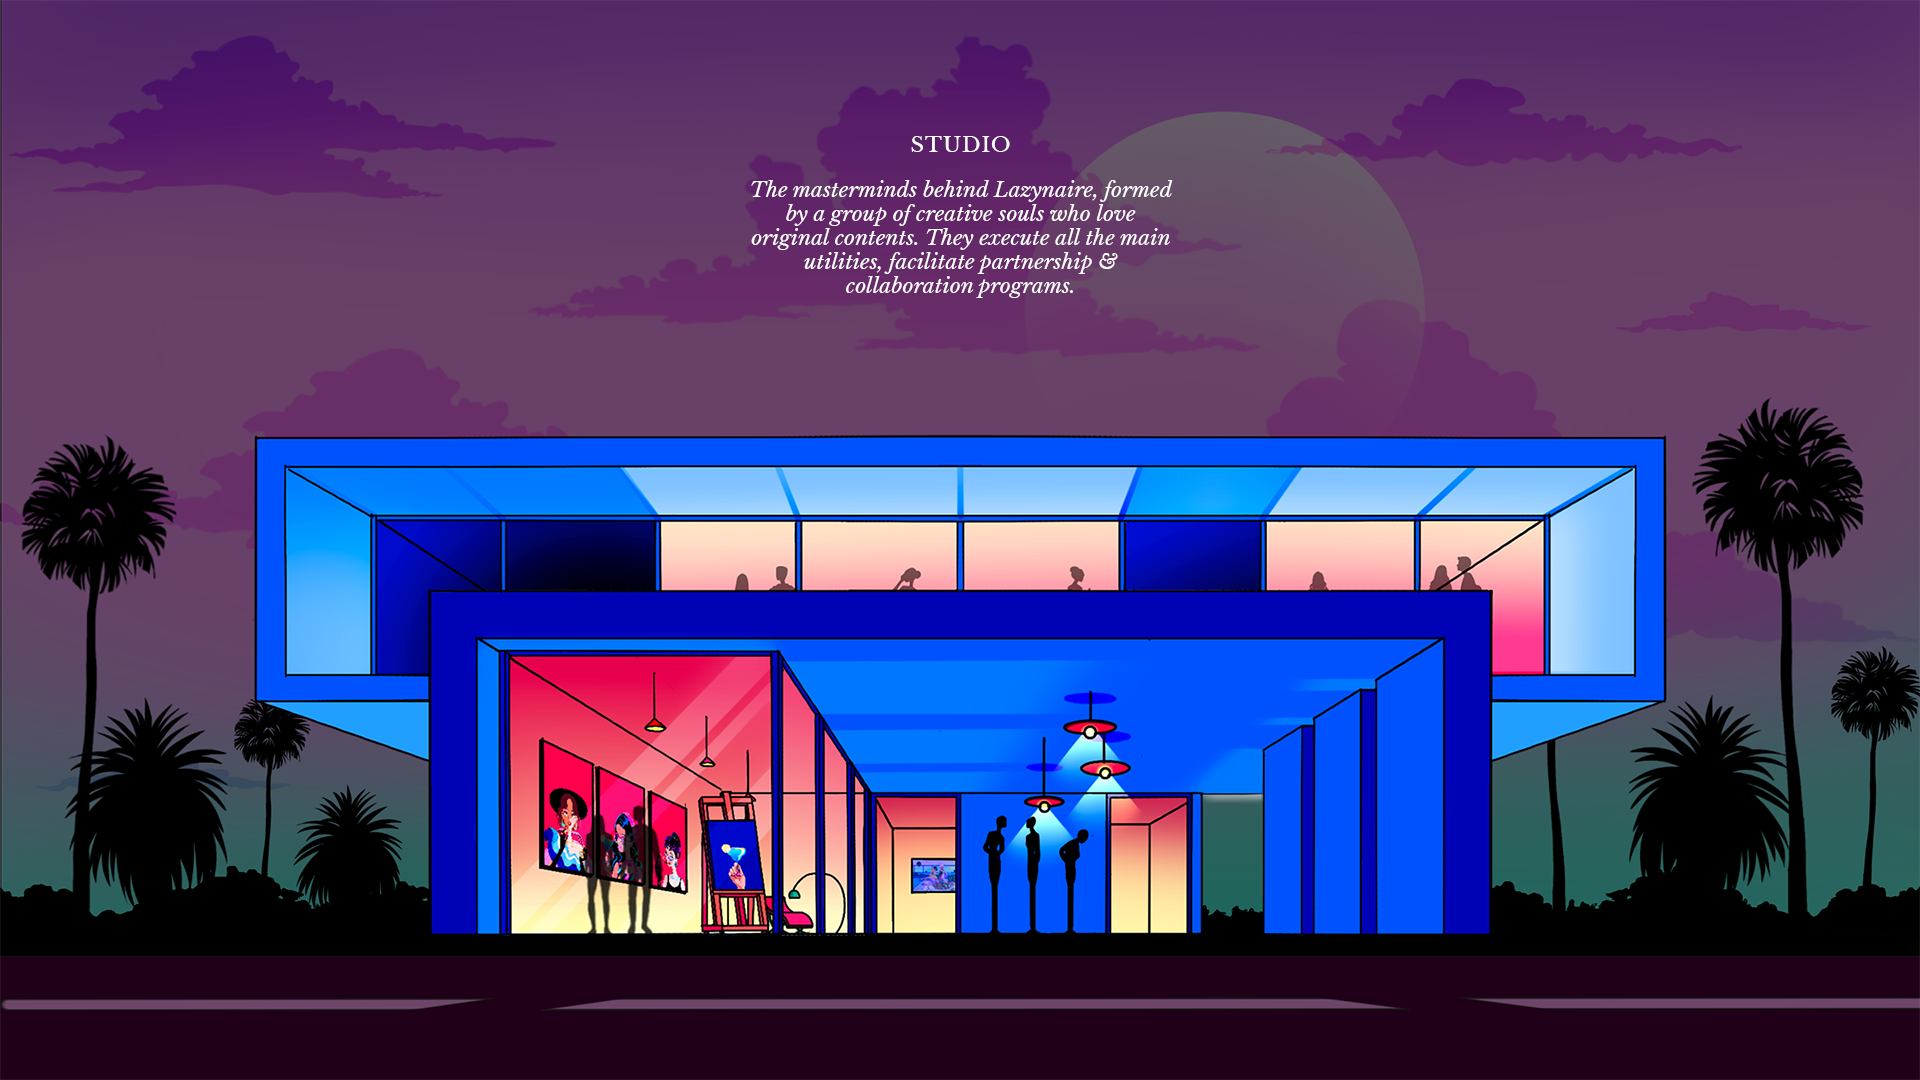 STUDIO
The masterminds behind Lazynaire, formed
by a group of creative souls who love
original contents. They execute all the main
utilities, facilitate partnership &
collaboration programs.